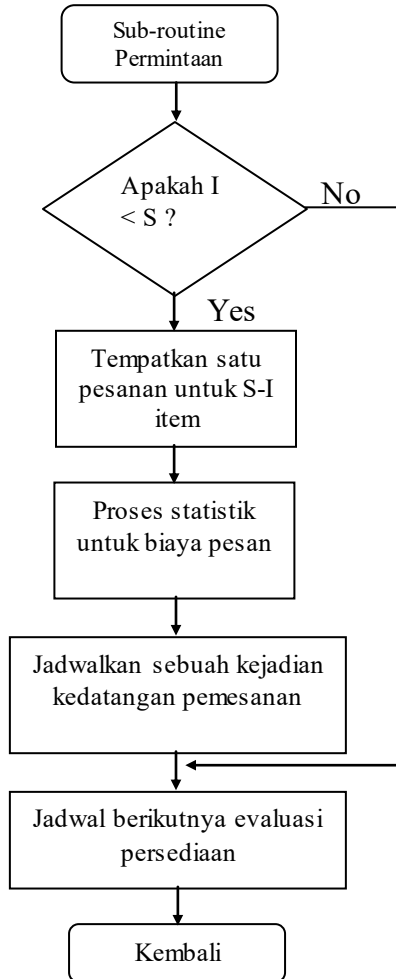 Sub-routine
Permintaan
Apakah I
< S ?
No
Yes
Tempatkan satu
pesanan untuk S-I
item
Proses statistik
untuk biaya pesan
Jadwalkan sebuah kejadian
kedatangan pemesanan
Jadwal berikutnya evaluasi
persediaan
Kembali